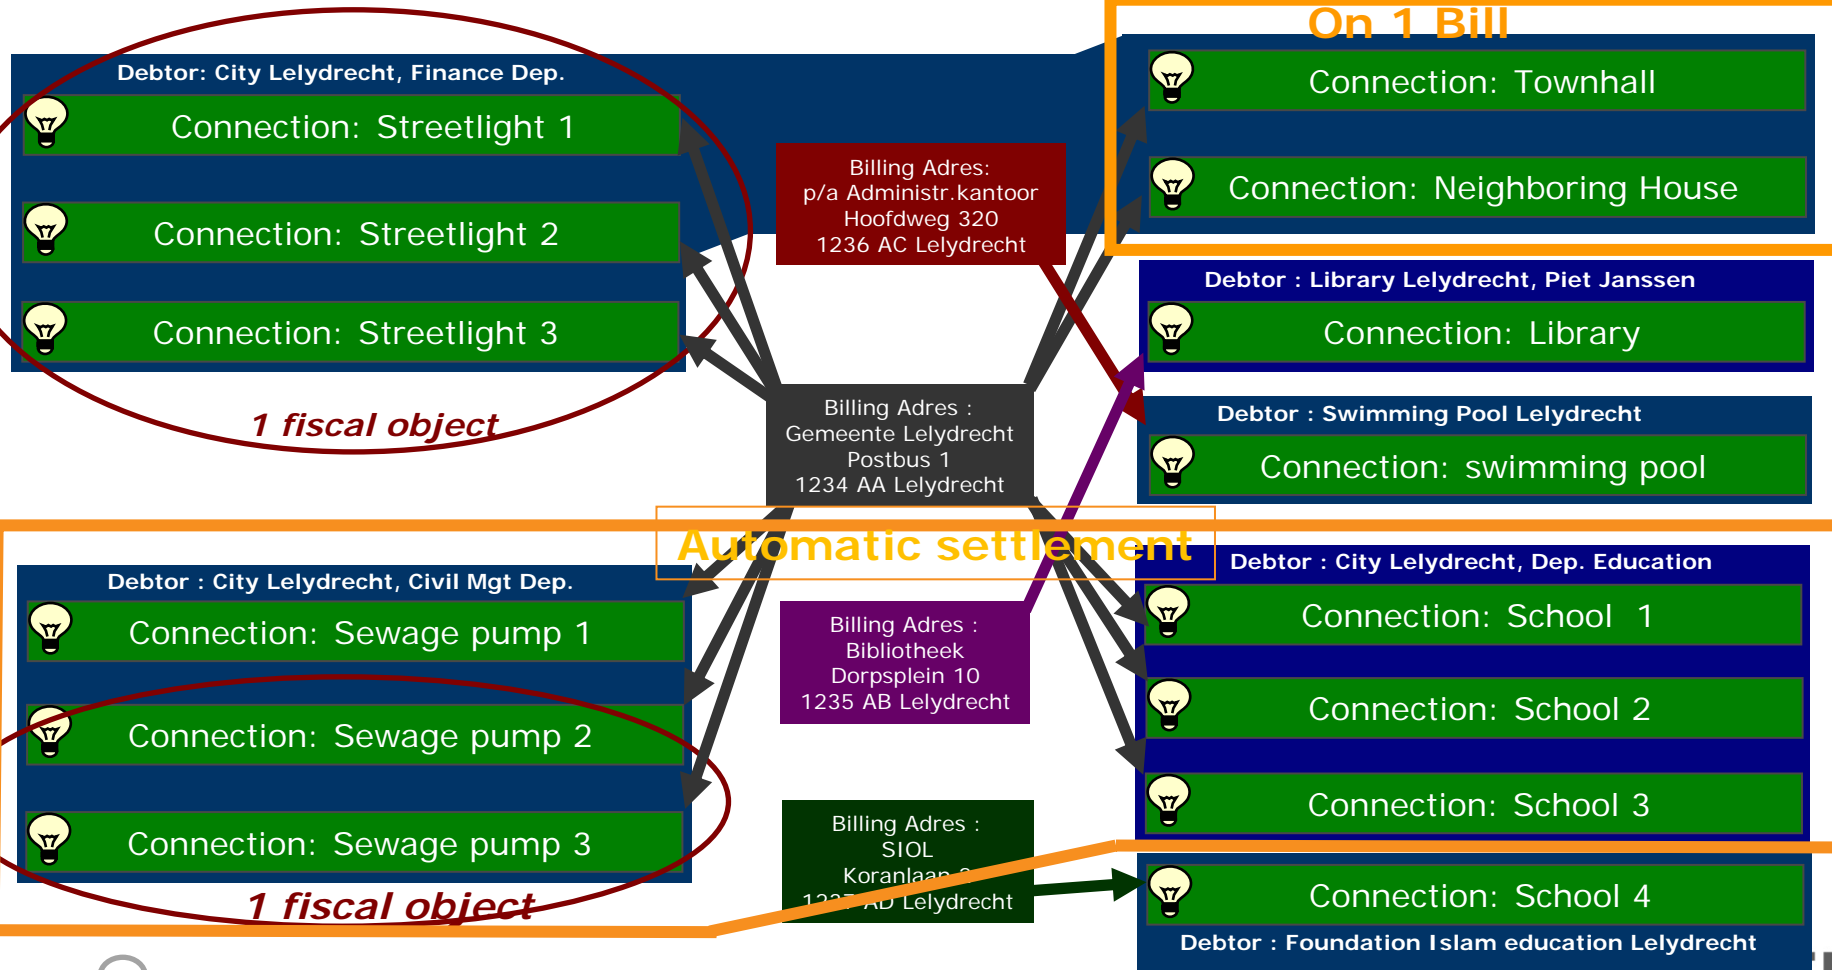 On 1 Bill
Debtor: City Lelydrecht, Finance Dep.
Connection: Streetlight 1
Connection: Streetlight 2
Connection: Streetlight 3
1 fiscal object
Connection: Townhall
Connection: Neighboring House
Billing Adres:
p/a Administr.kantoor
Hoofdweg 320
1236 AC Lelydrecht
Debtor : Library Lelydrecht, Piet Janssen
Connection: Library
Billing Adres :
Gemeente Lelydrecht
Postbus 1
1234 AA Lelydrecht
Debtor : Swimming Pool Lelydrecht
Connection: swimming pool
Automatic settlement
Debtor : City Lelydrecht, Civil Mgt Dep.
Connection: Sewage pump 1
Connection: Sewage pump 2
Connection: Sewage pump 3
1 fiscal object
Billing Adres :
Bibliotheek
Dorpsplein 10
1235 AB Lelydrecht
Debtor : City Lelydrecht, Dep. Education
Connection: School 1
Connection: School 2
Connection: School 3
Billing Adres :
SIOL
Koranlaan
1237 AD Lelydrecht
Connection: School 4
Debtor : Foundation Islam education Lelydrecht